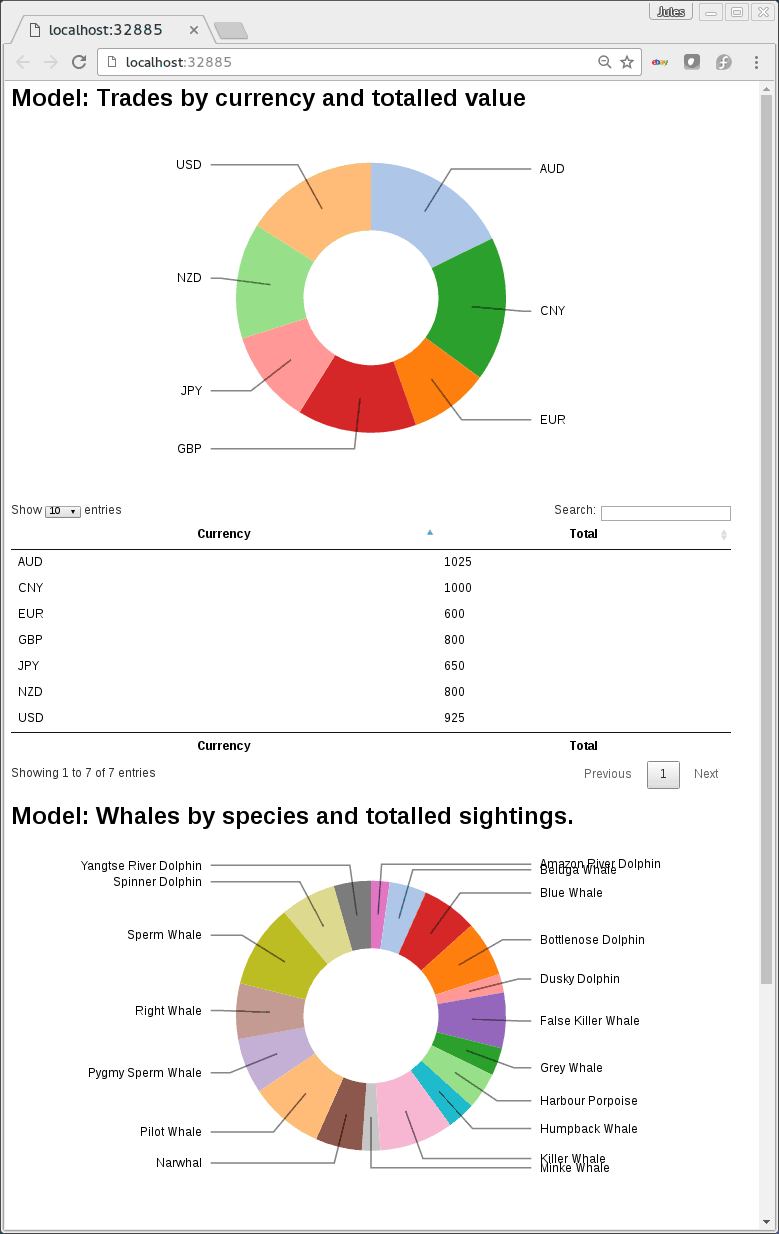 Jules
localhost:32885
localhost:32885
ebay
Model: Trades by currency and totalled value
USD
AUD
NZD
CNY
JPY
EUR
GBP
Show 10 entries
Search:
Currency Total
AUD 1025
CNY 1000
EUR 600
GBP 800
JPY 650
NZD 800
USD 925
Currency Total
Showing 1 to 7 of 7 entries
Previous 1 Next
Model: Whales by species and totalled sightings.
Yangtse River Dolphin
Amazon River Dolphin
Beluga Whale
Spinner Dolphin
Blue Whale
Sperm Whale
Bottlenose Dolphin
Dusky Dolphin
Right Whale
False Killer Whale
Grey Whale
Pygmy Sperm Whale
Harbour Porpoise
Pilot Whale
Humpback Whale
Narwhal
Killer Whale
Minke Whale